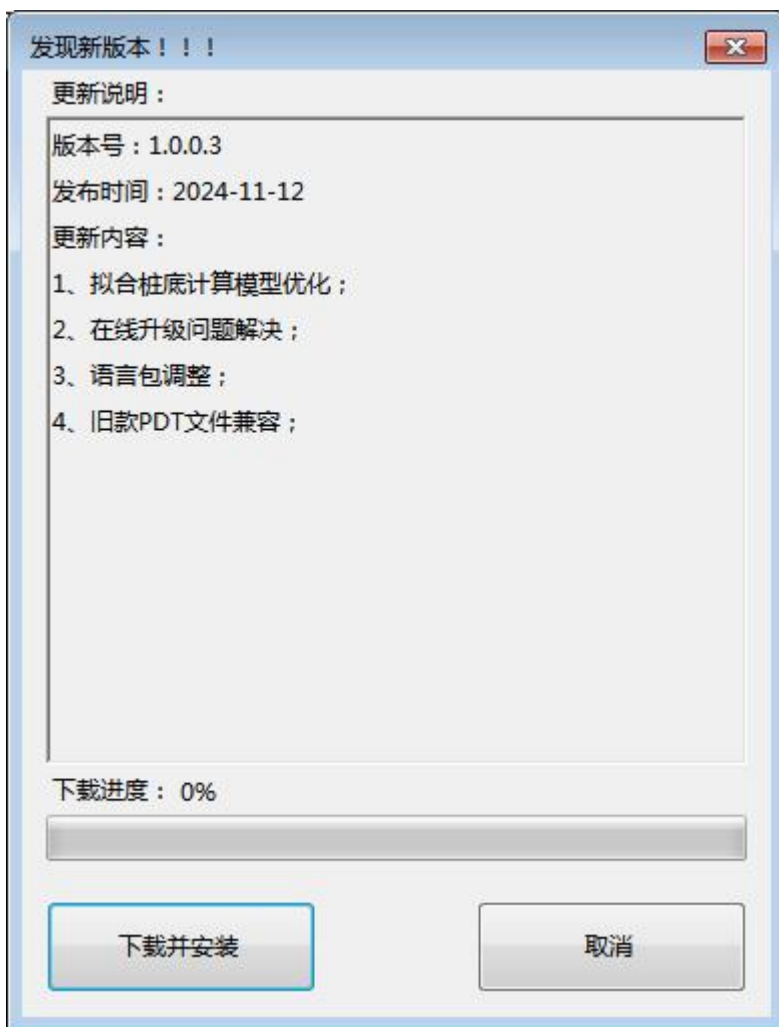 发现新版本！！！
更新说明：
版本号：1.0.0.3
发布时间：2024-11-12
更新内容：
1、拟合桩底计算模型优化；
2、在线升级问题解决；
3、语言包调整；
4、旧款PDT文件兼容；
下载进度： 0%
下载并安装
取消